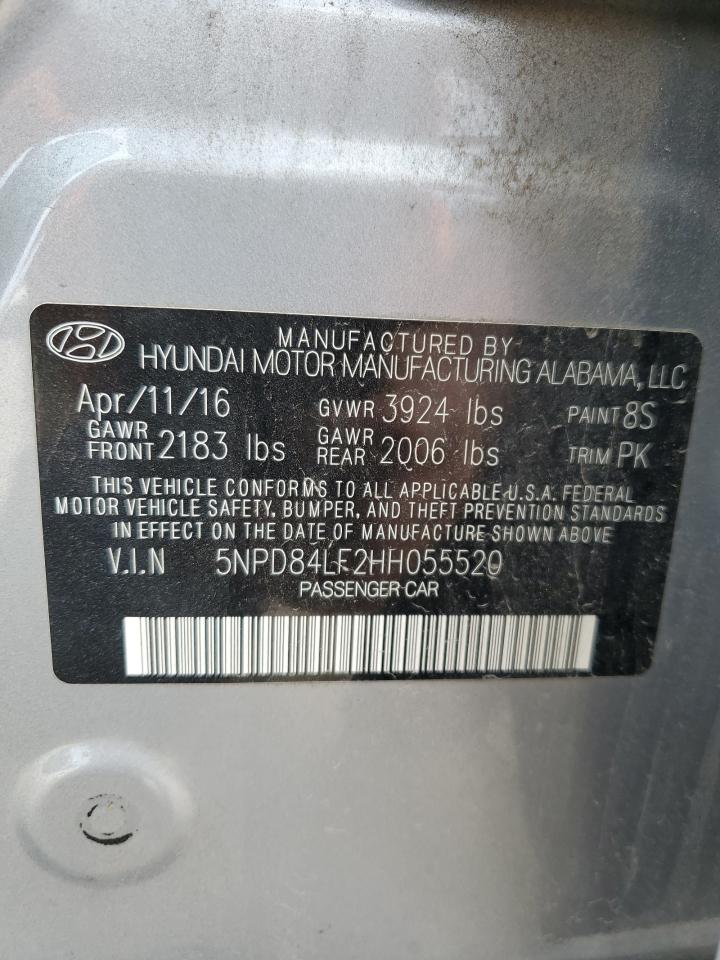 MANUFACTURED BY
HYUNDAI MOTOR MANUFACTURING ALABAMA, LLC
Apr/11/16 GVWR 3924 lbs PAINT 8S
GAWR FRONT 2183 lbs GAWR REAR 2006 lbs TRIM PK
THIS VEHICLE CONFORMS TO ALL APPLICABLE U.S.A. FEDERAL
MOTOR VEHICLE SAFETY, BUMPER, AND THEFT PREVENTION STANDARDS
IN EFFECT ON THE DATE OF MANUFACTURE SHOWN ABOVE
V.I.N 5NPD84LF2HH055520
PASSENGER CAR